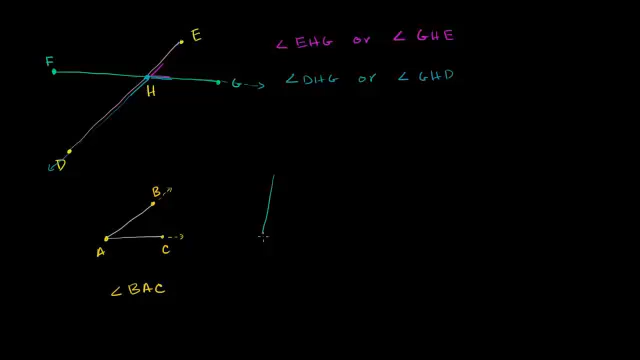 E
∠ EHG or ∠ GHE
F
G
∠ DHG or ∠ GHD
H
D
B
A
C
∠ BAC